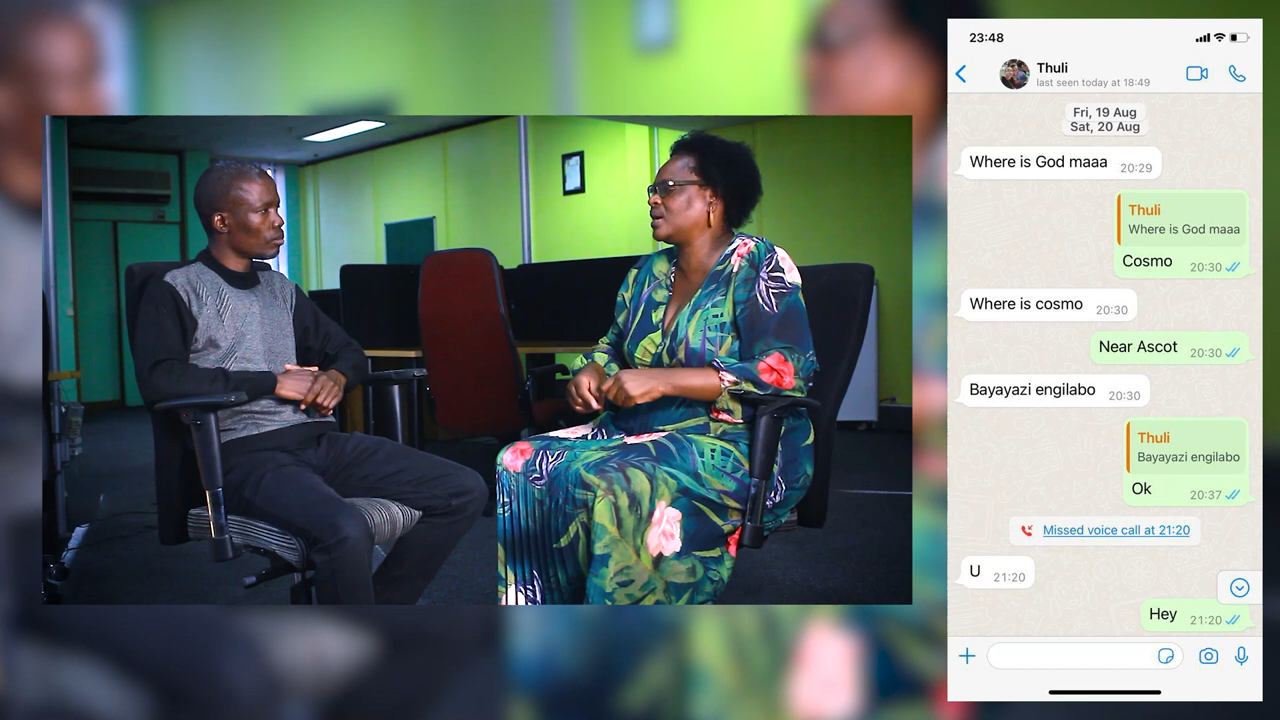 23:48
Thuli
last seen today at 18:49
Fri, 19 Aug
Sat, 20 Aug
Where is God maaa 20:29
Thuli
Where is God maaa
Cosmo 20:30
Where is cosmo 20:30
Near Ascot 20:30
Bayayazi engilabo 20:30
Thuli
Bayayazi engilabo
Ok 20:37
Missed voice call at 21:20
U 21:20
Hey 21:20